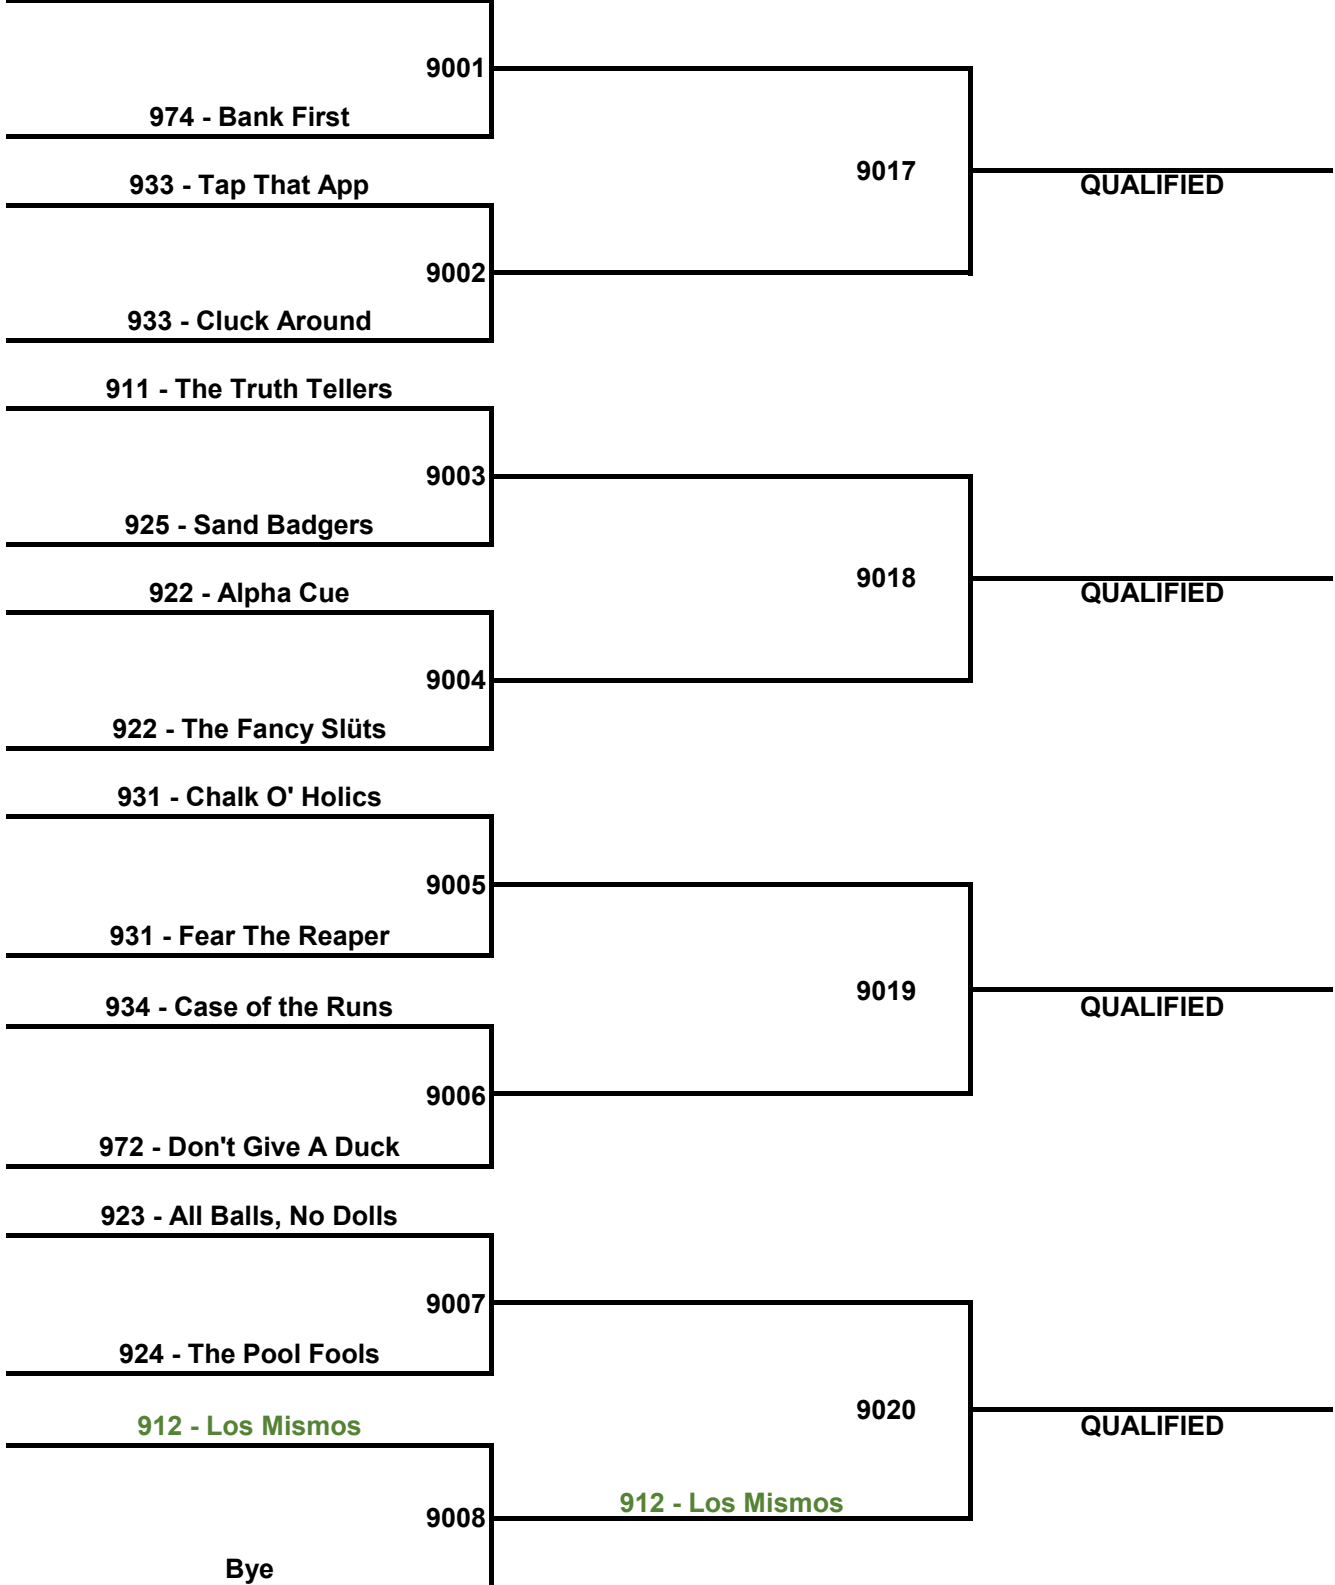 9001
974 - Bank First
933 - Tap That App
9017
QUALIFIED
9002
933 - Cluck Around
911 - The Truth Tellers
9003
925 - Sand Badgers
922 - Alpha Cue
9018
QUALIFIED
9004
922 - The Fancy Slüts
931 - Chalk O' Holics
9005
931 - Fear The Reaper
934 - Case of the Runs
9019
QUALIFIED
9006
972 - Don't Give A Duck
923 - All Balls, No Dolls
9007
924 - The Pool Fools
912 - Los Mismos
9020
QUALIFIED
912 - Los Mismos
9008
Bye